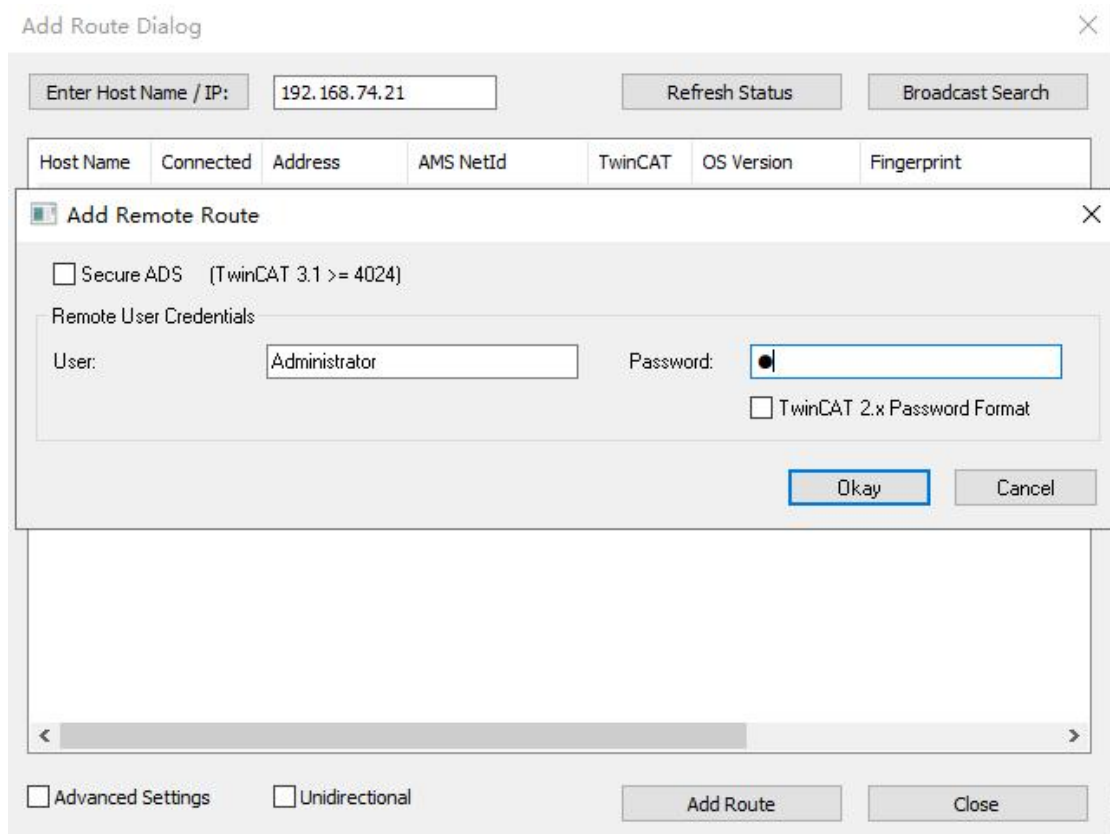 Add Route Dialog
Enter Host Name / IP: 192.168.74.21 Refresh Status Broadcast Search
Host Name Connected Address AMS NetId TwinCAT OS Version Fingerprint
Add Remote Route
Secure ADS (TwinCAT 3.1 >= 4024)
Remote User Credentials
User: Administrator Password: ●
TwinCAT 2.x Password Format
Okay Cancel
Advanced Settings Unidirectional Add Route Close